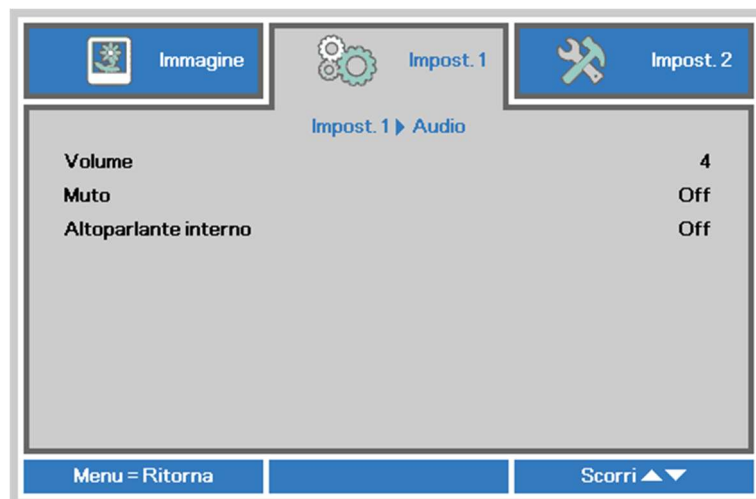 Immagine
Impost. 1
Impost. 2
Impost. 1 Audio
Volume 4
Muto Off
Altoparlante interno Off
Menu = Ritorna
Scorri ▲▼